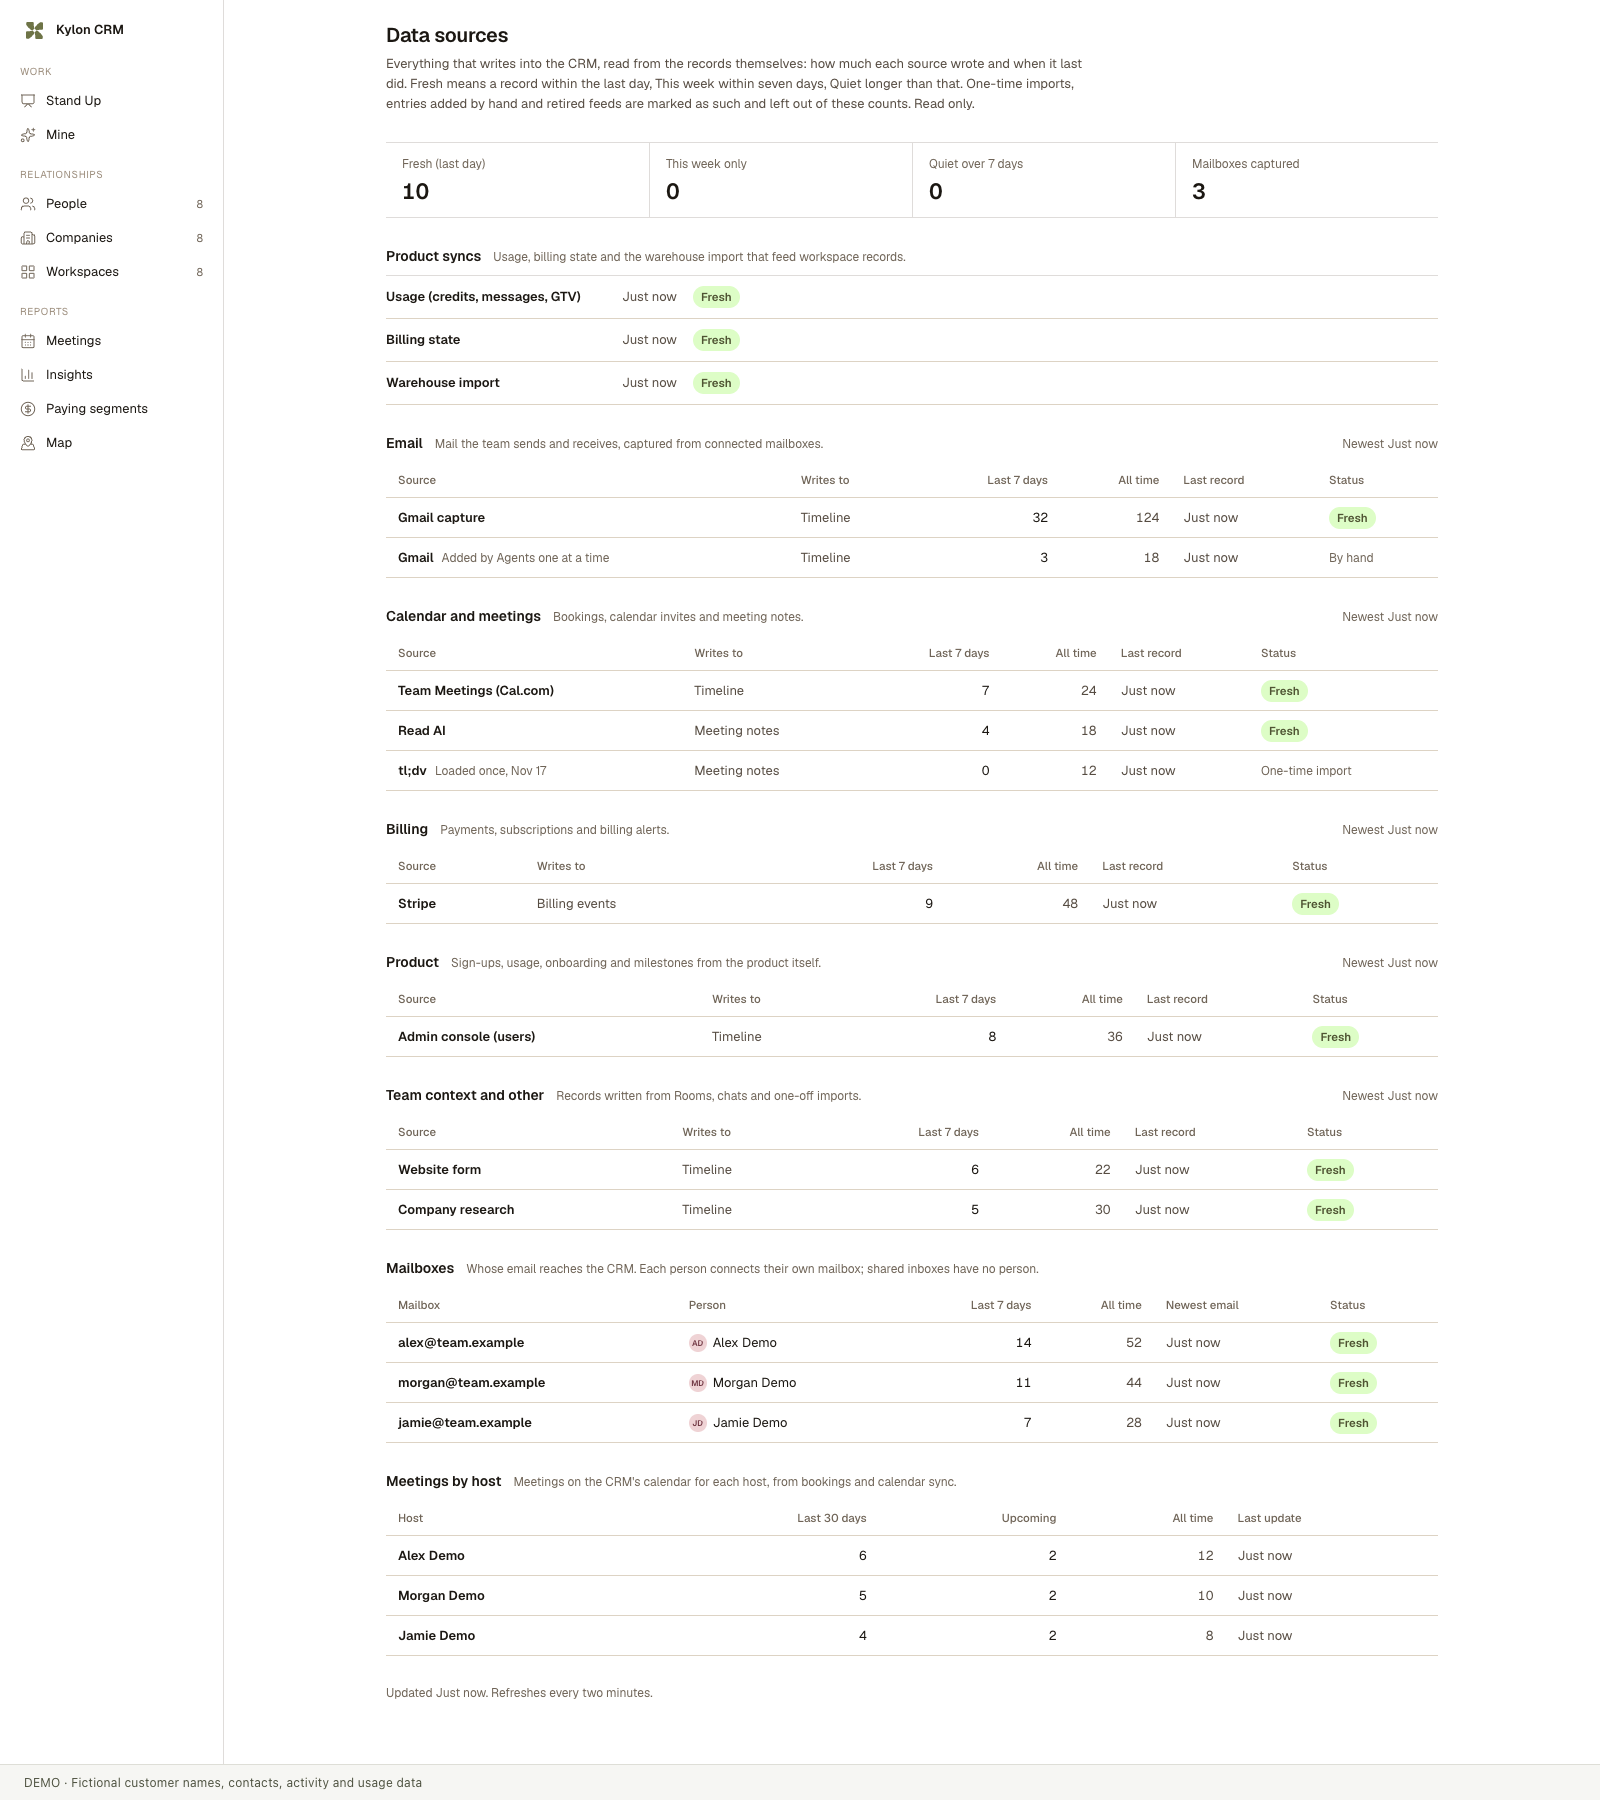 Kylon CRM
WORK
Stand Up
Mine
RELATIONSHIPS
People 8
Companies 8
Workspaces 8
REPORTS
Meetings
Insights
Paying segments
Map
Data sources
Everything that writes into the CRM, read from the records themselves: how much each source wrote and when it last
did. Fresh means a record within the last day, This week within seven days, Quiet longer than that. One-time imports,
entries added by hand and retired feeds are marked as such and left out of these counts. Read only.
Fresh (last day) This week only Quiet over 7 days Mailboxes captured
10 0 0 3
Product syncs Usage, billing state and the warehouse import that feed workspace records.
Usage (credits, messages, GTV) Just now Fresh
Billing state Just now Fresh
Warehouse import Just now Fresh
Email Mail the team sends and receives, captured from connected mailboxes. Newest Just now
Source Writes to Last 7 days All time Last record Status
Gmail capture Timeline 32 124 Just now Fresh
Gmail Added by Agents one at a time Timeline 3 18 Just now By hand
Calendar and meetings Bookings, calendar invites and meeting notes. Newest Just now
Source Writes to Last 7 days All time Last record Status
Team Meetings (Cal.com) Timeline 7 24 Just now Fresh
Read AI Meeting notes 4 18 Just now Fresh
tl;dv Loaded once, Nov 17 Meeting notes 0 12 Just now One-time import
Billing Payments, subscriptions and billing alerts. Newest Just now
Source Writes to Last 7 days All time Last record Status
Stripe Billing events 9 48 Just now Fresh
Product Sign-ups, usage, onboarding and milestones from the product itself. Newest Just now
Source Writes to Last 7 days All time Last record Status
Admin console (users) Timeline 8 36 Just now Fresh
Team context and other Records written from Rooms, chats and one-off imports. Newest Just now
Source Writes to Last 7 days All time Last record Status
Website form Timeline 6 22 Just now Fresh
Company research Timeline 5 30 Just now Fresh
Mailboxes Whose email reaches the CRM. Each person connects their own mailbox; shared inboxes have no person.
Mailbox Person Last 7 days All time Newest email Status
alex@team.example AD Alex Demo 14 52 Just now Fresh
morgan@team.example MD Morgan Demo 11 44 Just now Fresh
jamie@team.example JD Jamie Demo 7 28 Just now Fresh
Meetings by host Meetings on the CRM's calendar for each host, from bookings and calendar sync.
Host Last 30 days Upcoming All time Last update
Alex Demo 6 2 12 Just now
Morgan Demo 5 2 10 Just now
Jamie Demo 4 2 8 Just now
Updated Just now. Refreshes every two minutes.
DEMO · Fictional customer names, contacts, activity and usage data